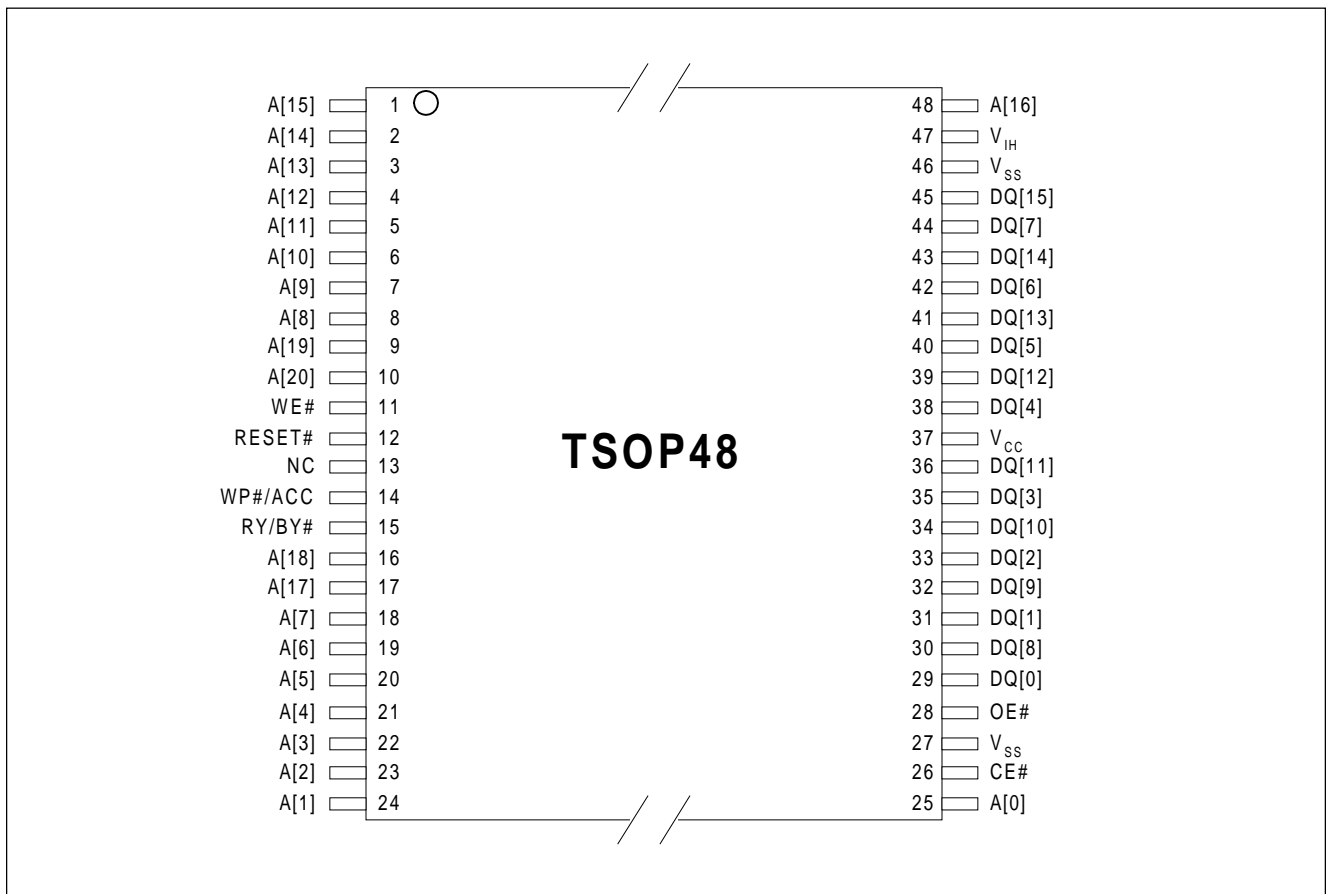 A[15] 1 48 A[16]
A[14] 2 47 VIH
A[13] 3 46 VSS
A[12] 4 45 DQ[15]
A[11] 5 44 DQ[7]
A[10] 6 43 DQ[14]
A[9] 7 42 DQ[6]
A[8] 8 41 DQ[13]
A[19] 9 40 DQ[5]
A[20] 10 39 DQ[12]
WE# 11 38 DQ[4]
RESET# 12 37 VCC
TSOP48
NC 13 36 DQ[11]
WP#/ACC 14 35 DQ[3]
RY/BY# 15 34 DQ[10]
A[18] 16 33 DQ[2]
A[17] 17 32 DQ[9]
A[7] 18 31 DQ[1]
A[6] 19 30 DQ[8]
A[5] 20 29 DQ[0]
A[4] 21 28 OE#
A[3] 22 27 VSS
A[2] 23 26 CE#
A[1] 24 25 A[0]